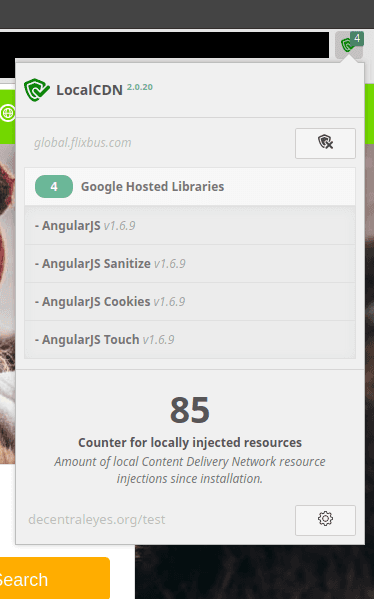 4
LocalCDN 2.0.20
global.flixbus.com
4 Google Hosted Libraries
- AngularJS v1.6.9
- AngularJS Sanitize v1.6.9
- AngularJS Cookies v1.6.9
- AngularJS Touch v1.6.9
85
Counter for locally injected resources
Amount of local Content Delivery Network resource
injections since installation.
decentraleyes.org/test
Search